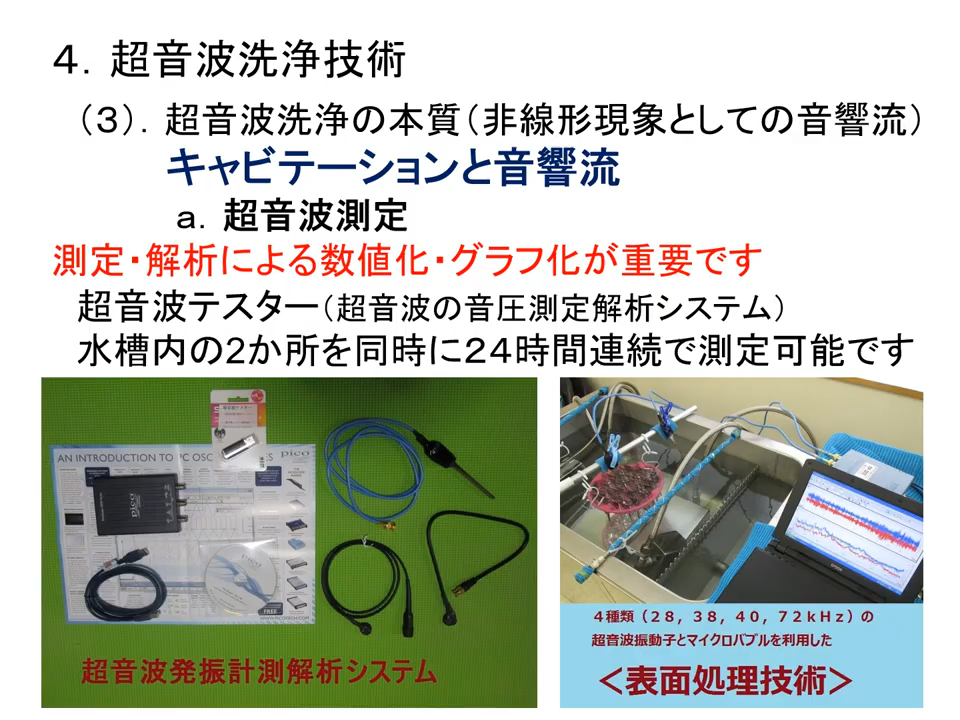 ４．超音波洗浄技術
（３）．超音波洗浄の本質（非線形現象としての音響流）
キャビテーションと音響流
ａ．超音波測定
測定・解析による数値化・グラフ化が重要です
超音波テスター（超音波の音圧測定解析システム）
水槽内の2か所を同時に２４時間連続で測定可能です
AN INTRODUCTION TO PC OSC ES
pico
pico
FREE
超音波発振計測解析システム
４種類（２８，３８，４０，７２ｋＨｚ）の
超音波振動子とマイクロバブルを利用した
＜表面処理技術＞